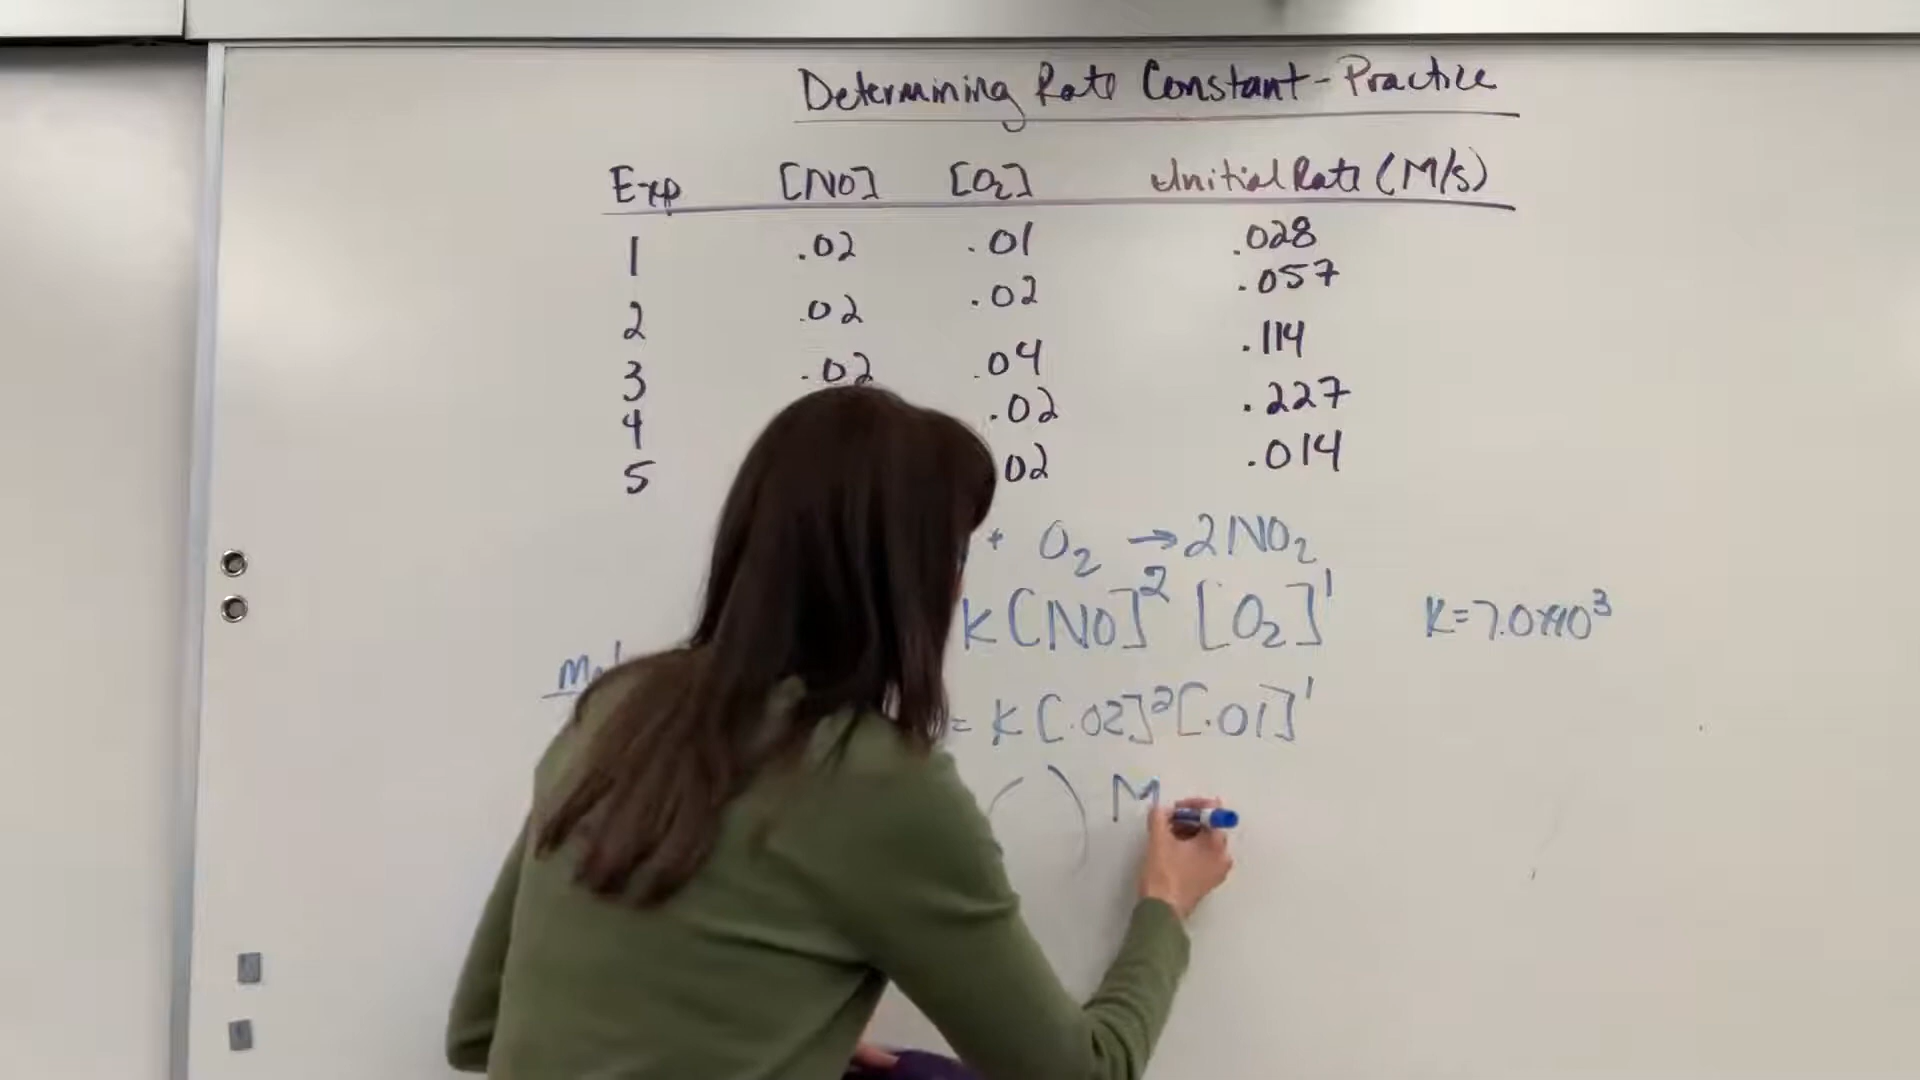 Determining Rate Constant - Practice
Exp [NO] [O₂] Initial Rate (M/s)
1 .02 .01 .028
2 .02 .02 .057
3 .02 .04 .114
4 .02 .227
5 02 .014
+ O₂ → 2NO₂
K[NO]² [O₂]¹ K=7.0x10³
= K[.02]²[.01]¹
( ) M